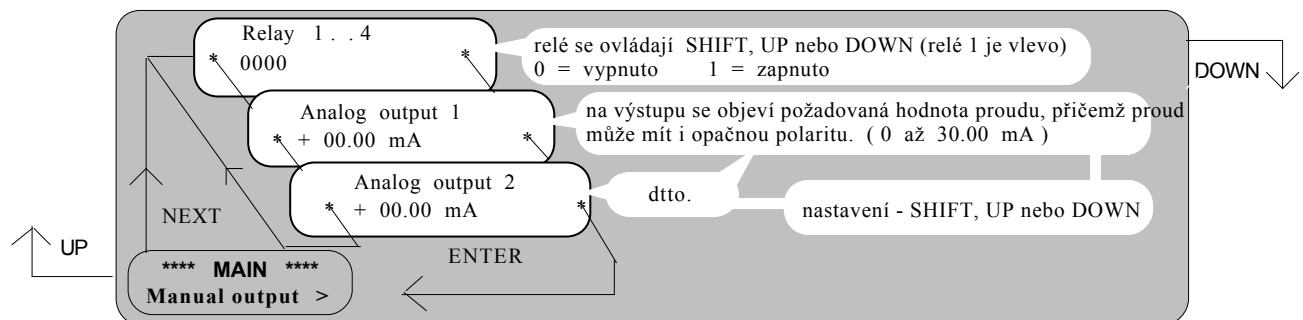 Relay 1 . . 4
* 0000 *
relé se ovládají SHIFT, UP nebo DOWN (relé 1 je vlevo)
0 = vypnuto 1 = zapnuto
DOWN
Analog output 1
* + 00.00 mA *
na výstupu se objeví požadovaná hodnota proudu, přičemž proud
může mít i opačnou polaritu. ( 0 až 30.00 mA )
Analog output 2
* + 00.00 mA *
dtto.
nastavení - SHIFT, UP nebo DOWN
NEXT
UP
ENTER
**** MAIN ****
Manual output >